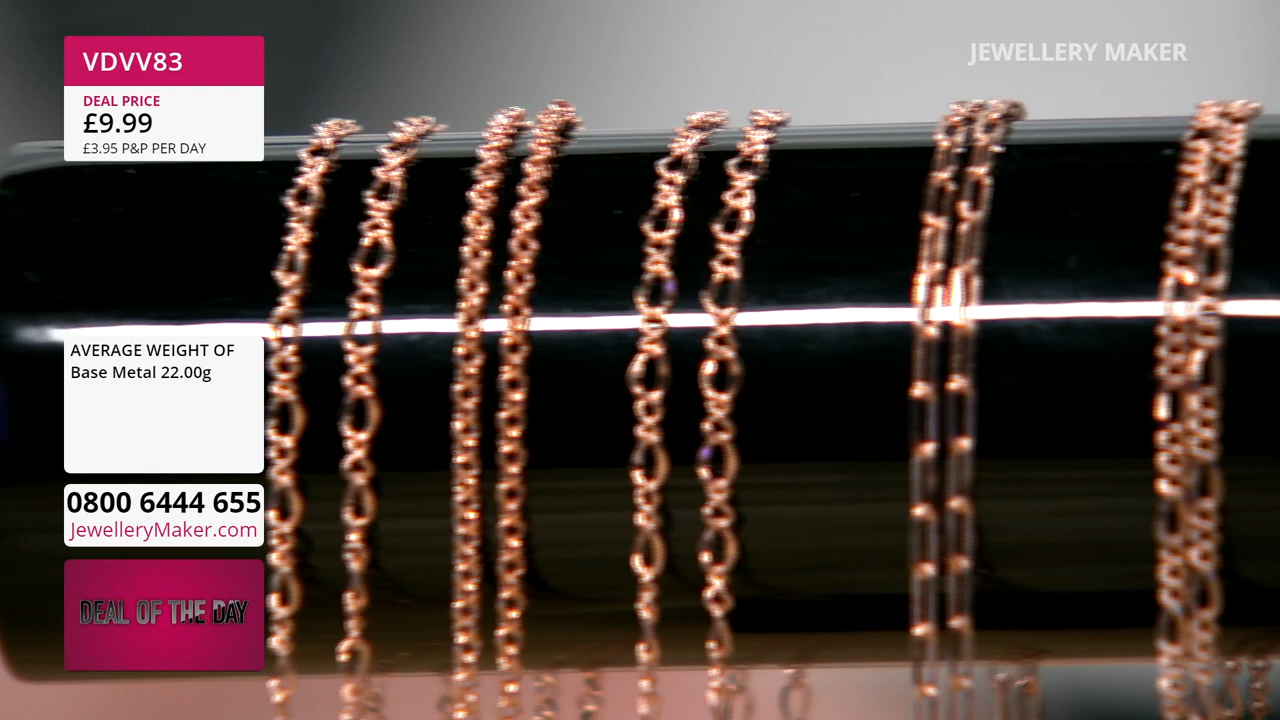 VDVV83
DEAL PRICE
£9.99
£3.95 P&P PER DAY
JEWELLERY MAKER
AVERAGE WEIGHT OF
Base Metal 22.00g
0800 6444 655
JewelleryMaker.com
DEAL OF THE DAY